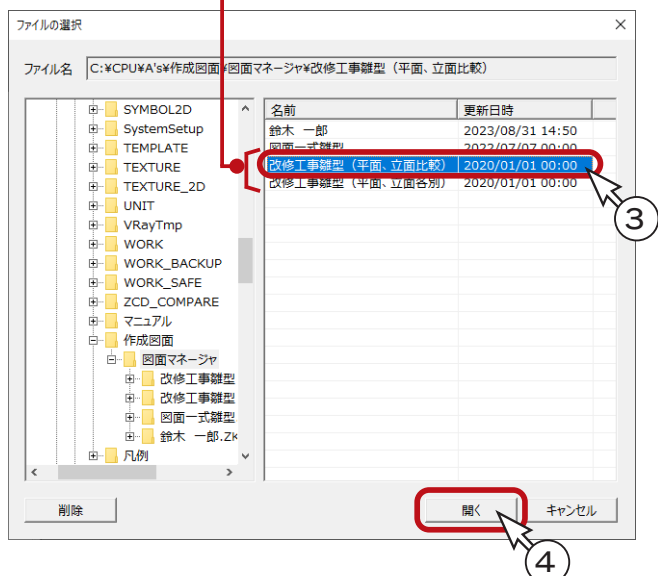 ファイルの選択
ファイル名 C:¥CPU¥A's¥作成図面¥図面マネージャ¥改修工事雛型（平面、立面比較）
SYMBOL2D
SystemSetup
TEMPLATE
TEXTURE
TEXTURE_2D
UNIT
VRayTmp
WORK
WORK_BACKUP
WORK_SAFE
ZCD_COMPARE
マニュアル
作成図面
図面マネージャ
改修工事雛型
改修工事雛型
図面一式雛型
鈴木 一郎.ZK
凡例
名前 更新日時
鈴木 一郎 2023/08/31 14:50
図面一式雛型 2022/07/07 00:00
改修工事雛型（平面、立面比較） 2020/01/01 00:00
改修工事雛型（平面、立面各別） 2020/01/01 00:00
③
削除 開く キャンセル
④